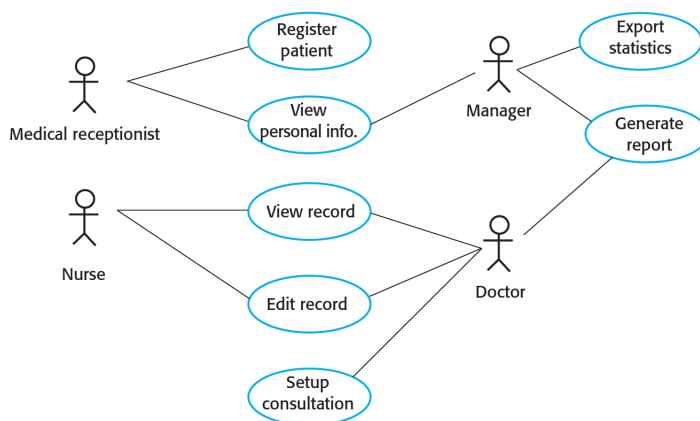 Register
patient
Export
statistics
Medical receptionist
View
personal info.
Manager
Generate
report
Nurse
View record
Edit record
Doctor
Setup
consultation